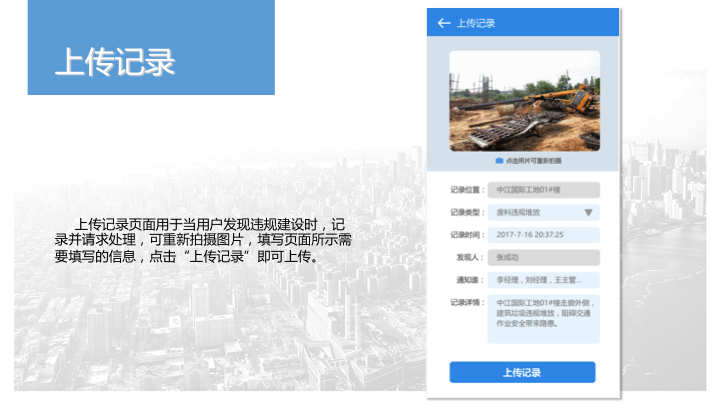 上传记录
上传记录页面用于当用户发现违规建设时，记
录并请求处理，可重新拍摄图片，填写页面所示需
要填写的信息，点击“上传记录”即可上传。
上传记录
点击照片可重新拍摄
记录位置： 中江国际工地01#楼
记录类型： 废料违规堆放
记录时间： 2017-7-16 20:37:25
发现人： 张成功
通知谁： 李经理，刘经理，王主管...
记录详情： 中江国际工地01#楼走廊外侧，
建筑垃圾违规堆放，阻碍交通
作业安全带来隐患。
上传记录